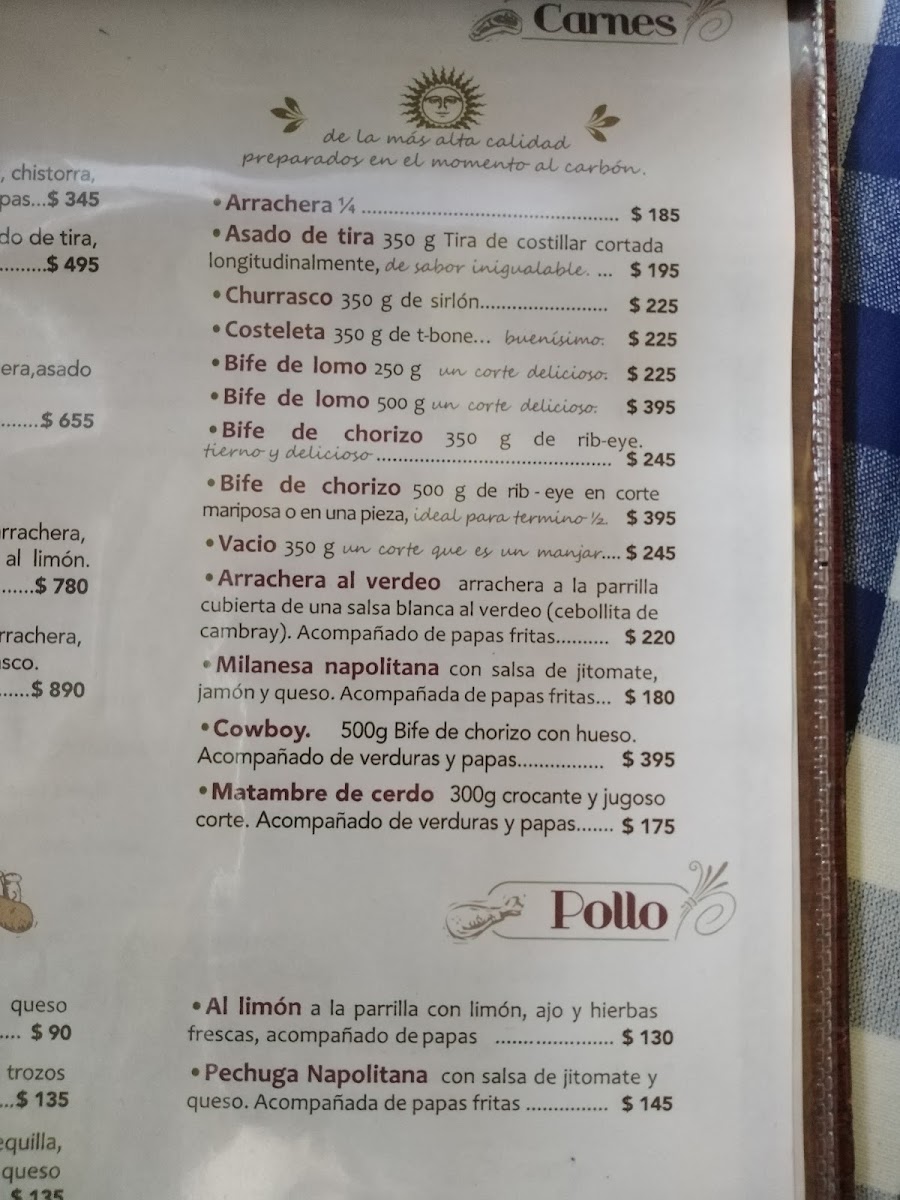 , chistorra,
pas...$ 345
do de tira,
.........$ 495
era,asado
.......$ 655
rrachera,
al limón.
......$ 780
rrachera,
sco.
......$ 890
queso
.... $ 90
trozos
...$ 135
equilla,
queso
$ 135
Carnes
de la más alta calidad
preparados en el momento al carbón.
• Arrachera ¼ ................................................ $ 185
• Asado de tira 350 g Tira de costillar cortada
longitudinalmente, de sabor inigualable. ... $ 195
• Churrasco 350 g de sirlón........................ $ 225
• Costeleta 350 g de t-bone... buenísimo. $ 225
• Bife de lomo 250 g un corte delicioso. $ 225
• Bife de lomo 500 g un corte delicioso. $ 395
• Bife de chorizo 350 g de rib-eye.
tierno y delicioso ............................................ $ 245
• Bife de chorizo 500 g de rib - eye en corte
mariposa o en una pieza, ideal para termino ½. $ 395
• Vacio 350 g un corte que es un manjar.... $ 245
• Arrachera al verdeo arrachera a la parrilla
cubierta de una salsa blanca al verdeo (cebollita de
cambray). Acompañado de papas fritas.......... $ 220
• Milanesa napolitana con salsa de jitomate,
jamón y queso. Acompañada de papas fritas... $ 180
• Cowboy. 500g Bife de chorizo con hueso.
Acompañado de verduras y papas................ $ 395
• Matambre de cerdo 300g crocante y jugoso
corte. Acompañado de verduras y papas....... $ 175
Pollo
• Al limón a la parrilla con limón, ajo y hierbas
frescas, acompañado de papas ...................... $ 130
• Pechuga Napolitana con salsa de jitomate y
queso. Acompañada de papas fritas ............... $ 145